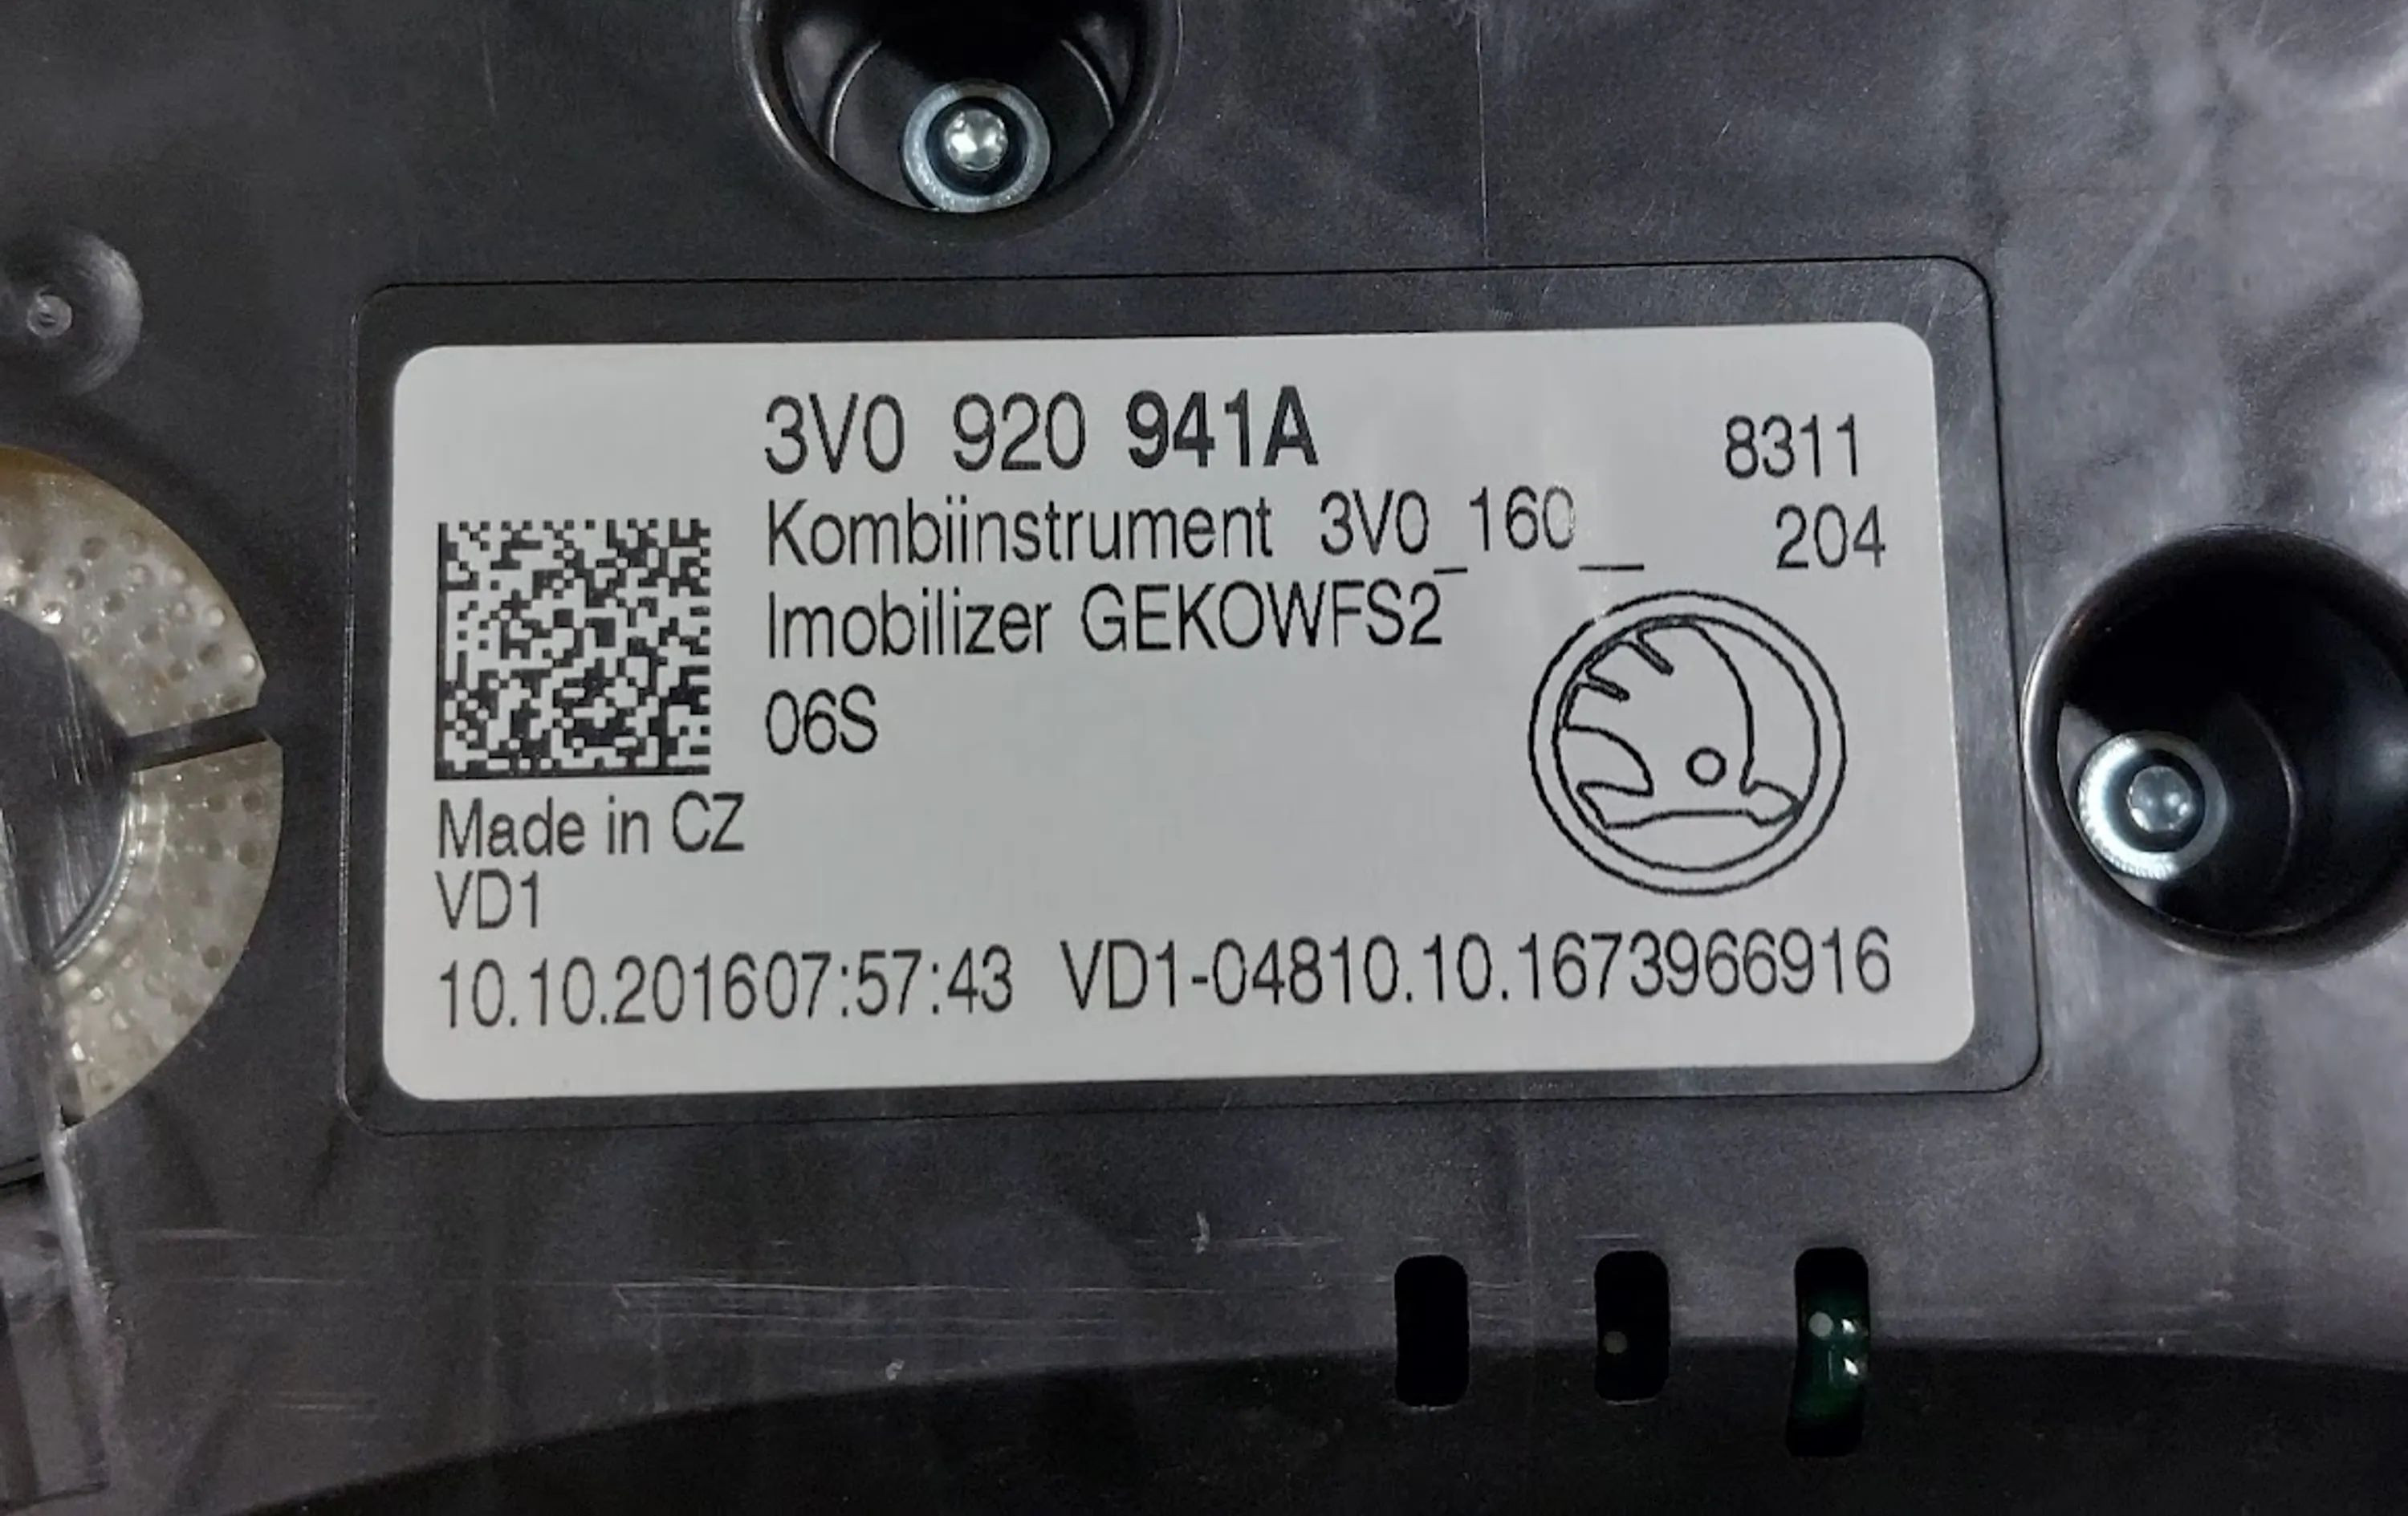 3V0 920 941A
8311
Kombiinstrument 3V0_160__
204
Imobilizer GEKOWFS2
06S
Made in CZ
VD1
10.10.201607:57:43 VD1-04810.10.1673966916